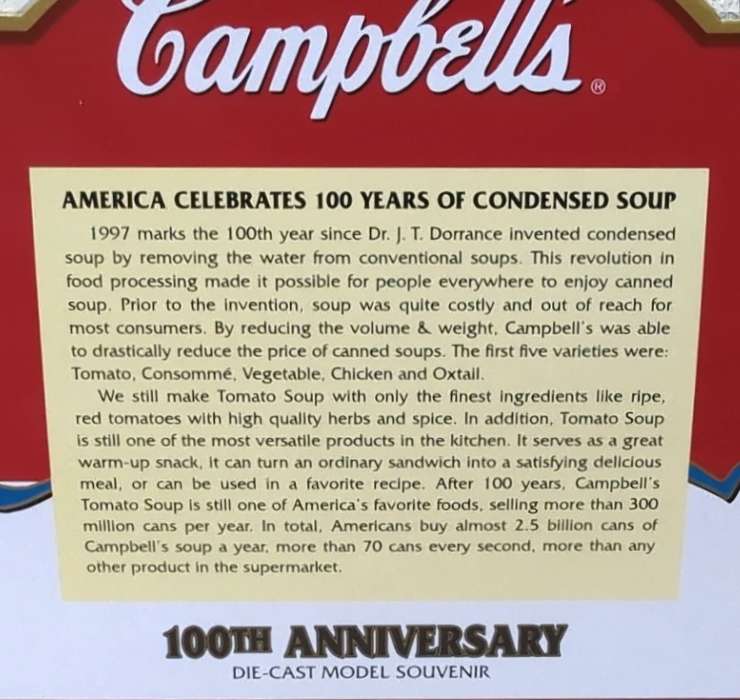 Campbell's®
AMERICA CELEBRATES 100 YEARS OF CONDENSED SOUP
1997 marks the 100th year since Dr. J. T. Dorrance invented condensed
soup by removing the water from conventional soups. This revolution in
food processing made it possible for people everywhere to enjoy canned
soup. Prior to the invention, soup was quite costly and out of reach for
most consumers. By reducing the volume & weight, Campbell's was able
to drastically reduce the price of canned soups. The first five varieties were:
Tomato, Consommé, Vegetable, Chicken and Oxtail.
We still make Tomato Soup with only the finest ingredients like ripe,
red tomatoes with high quality herbs and spice. In addition, Tomato Soup
is still one of the most versatile products in the kitchen. It serves as a great
warm-up snack, it can turn an ordinary sandwich into a satisfying delicious
meal, or can be used in a favorite recipe. After 100 years, Campbell's
Tomato Soup is still one of America's favorite foods, selling more than 300
million cans per year. In total, Americans buy almost 2.5 billion cans of
Campbell's soup a year, more than 70 cans every second, more than any
other product in the supermarket.
100TH ANNIVERSARY
DIE-CAST MODEL SOUVENIR